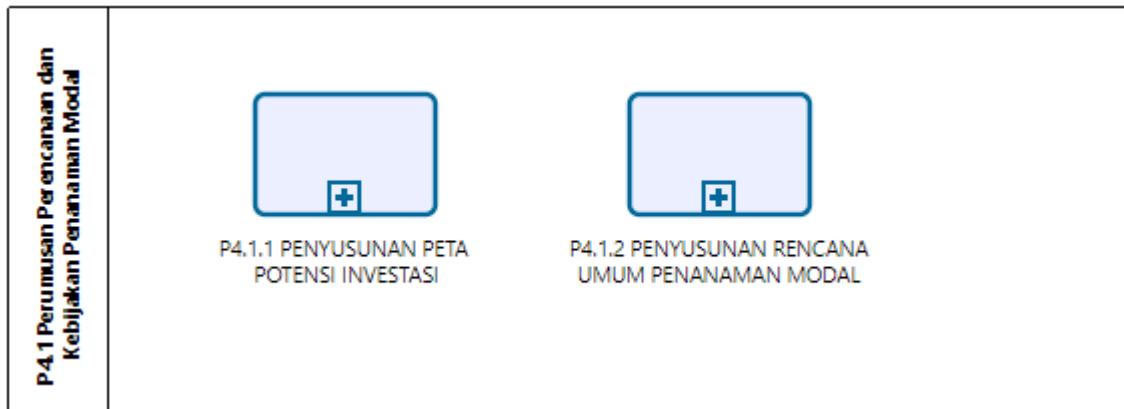 P4.1 Perumusan Perencanaan dan
Kebijakan Penanaman Modal
P4.1.1 PENYUSUNAN PETA
POTENSI INVESTASI
P4.1.2 PENYUSUNAN RENCANA
UMUM PENANAMAN MODAL